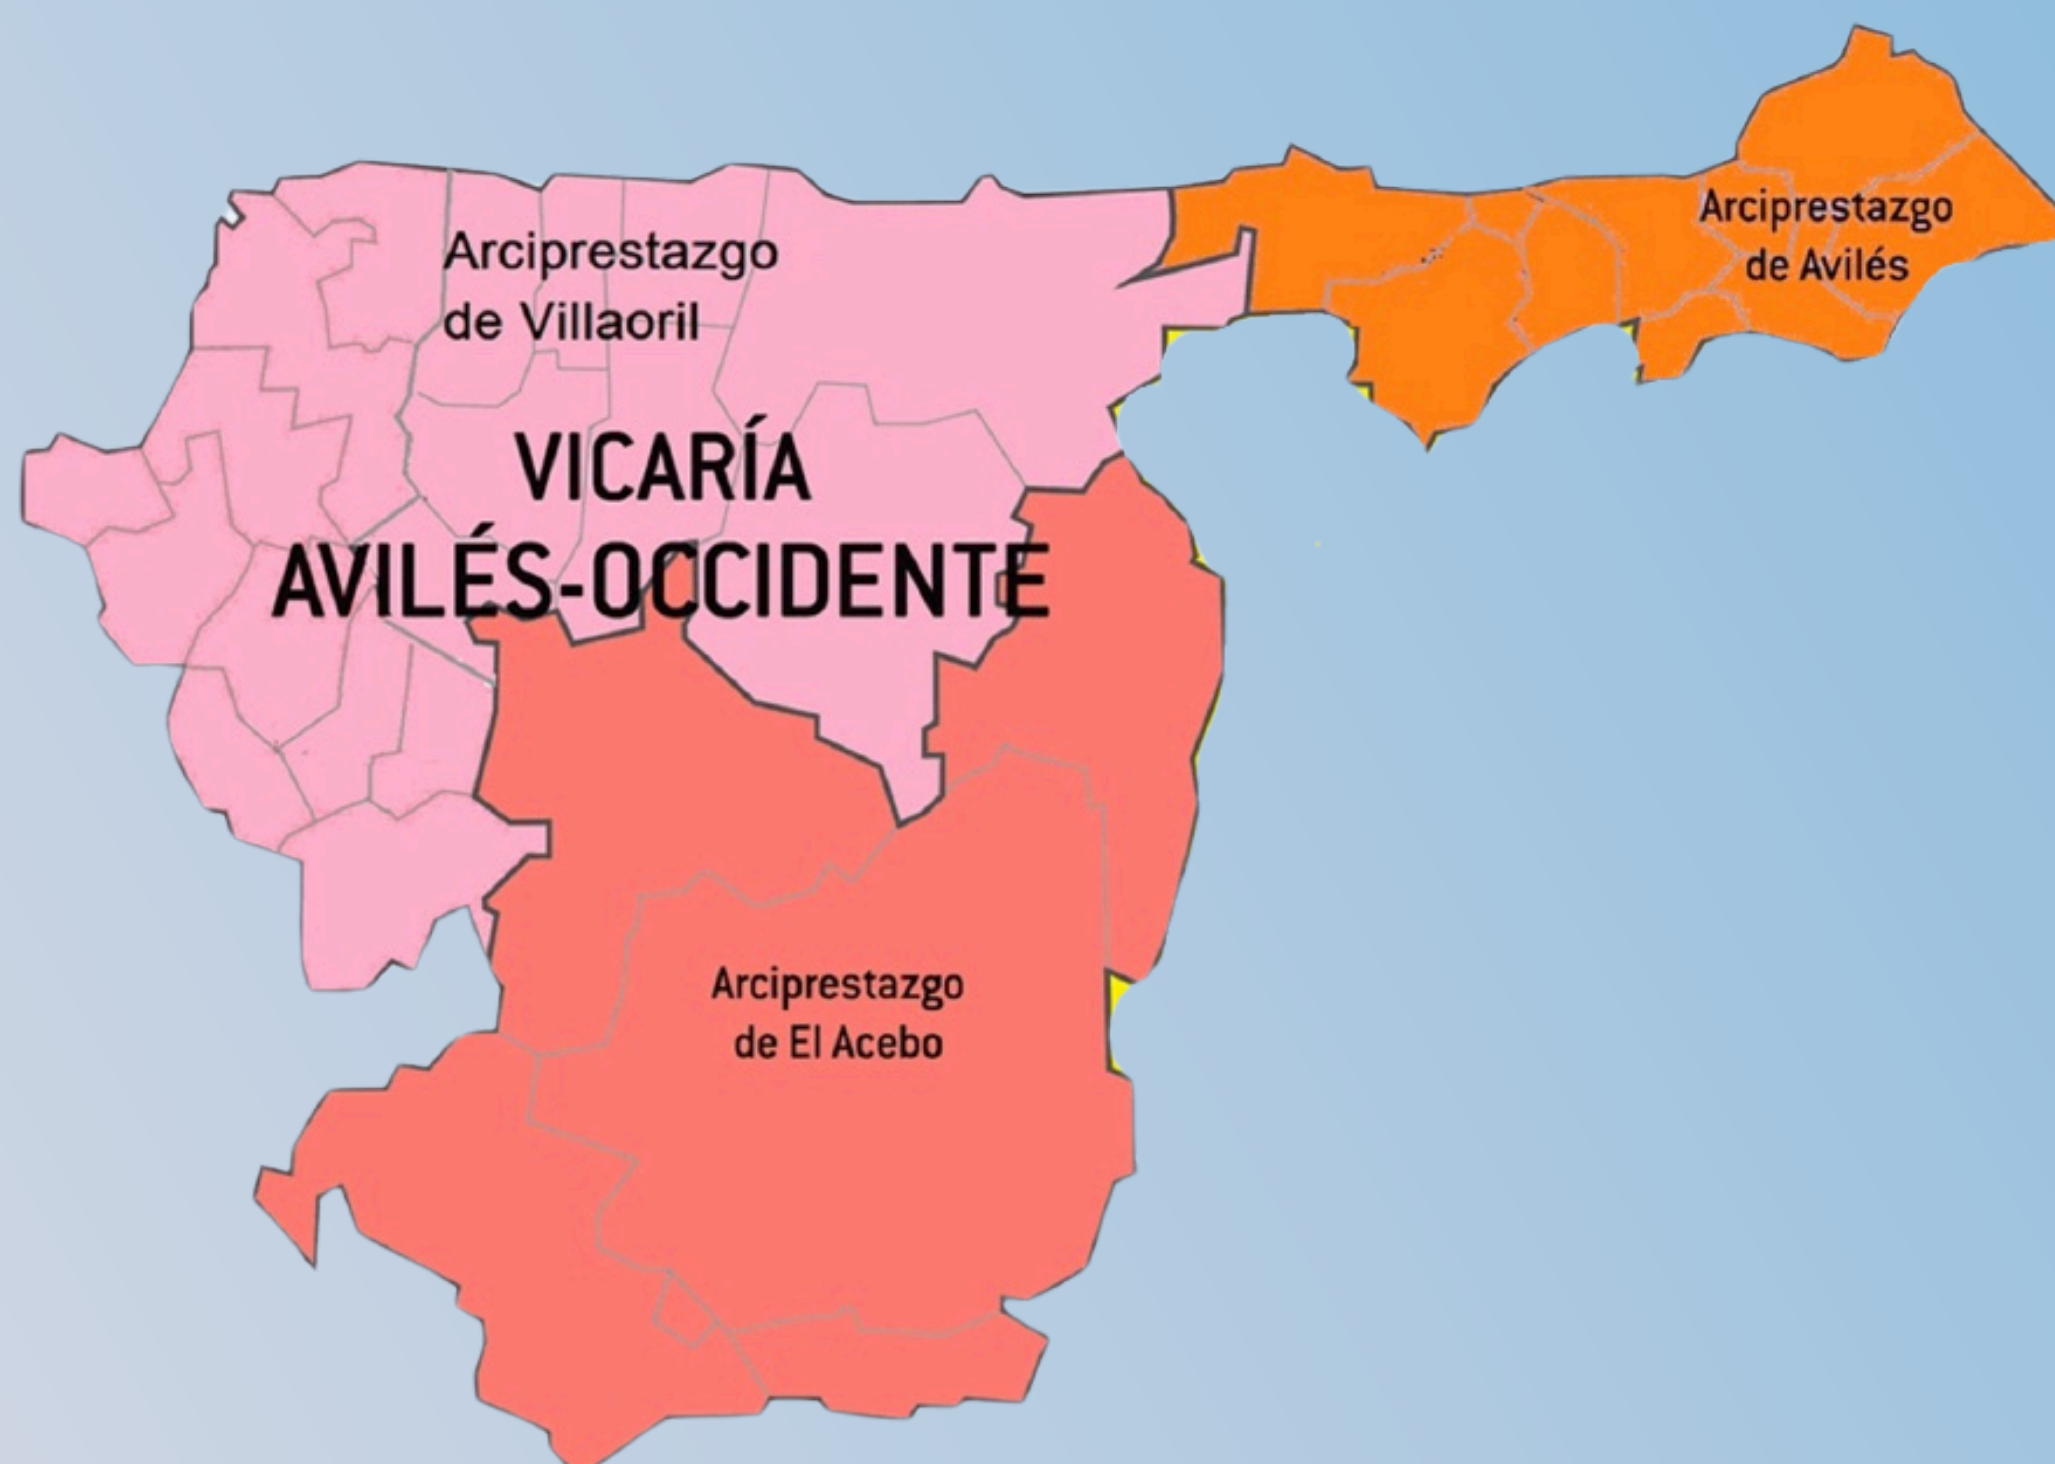 Arciprestazgo
de Villaoril
Arciprestazgo
de Avilés
VICARÍA
AVILÉS-OCCIDENTE
Arciprestazgo
de El Acebo